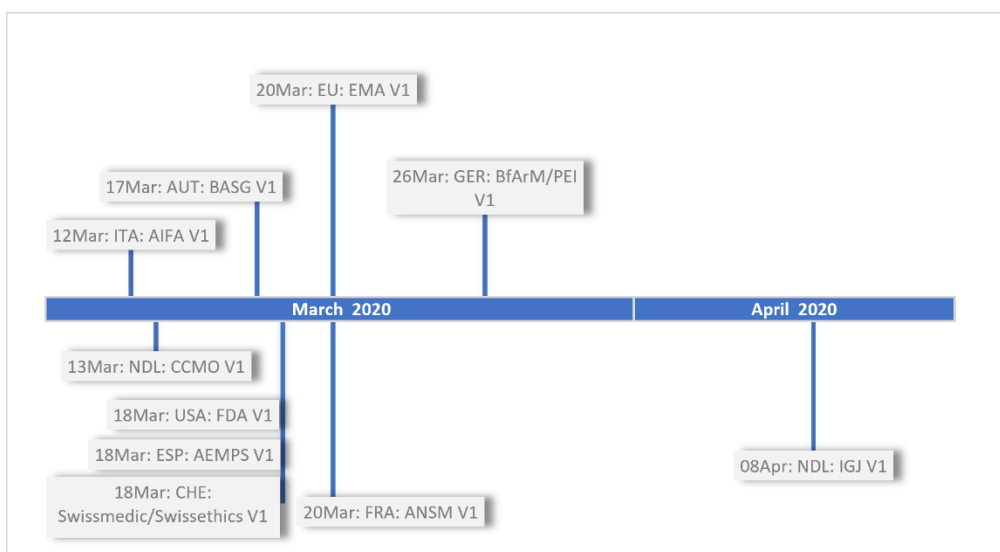 20Mar: EU: EMA V1
17Mar: AUT: BASG V1
26Mar: GER: BfArM/PEI
V1
12Mar: ITA: AIFA V1
March 2020
April 2020
13Mar: NDL: CCMO V1
18Mar: USA: FDA V1
18Mar: ESP: AEMPS V1
08Apr: NDL: IGJ V1
18Mar: CHE:
Swissmedic/Swissethics V1
20Mar: FRA: ANSM V1